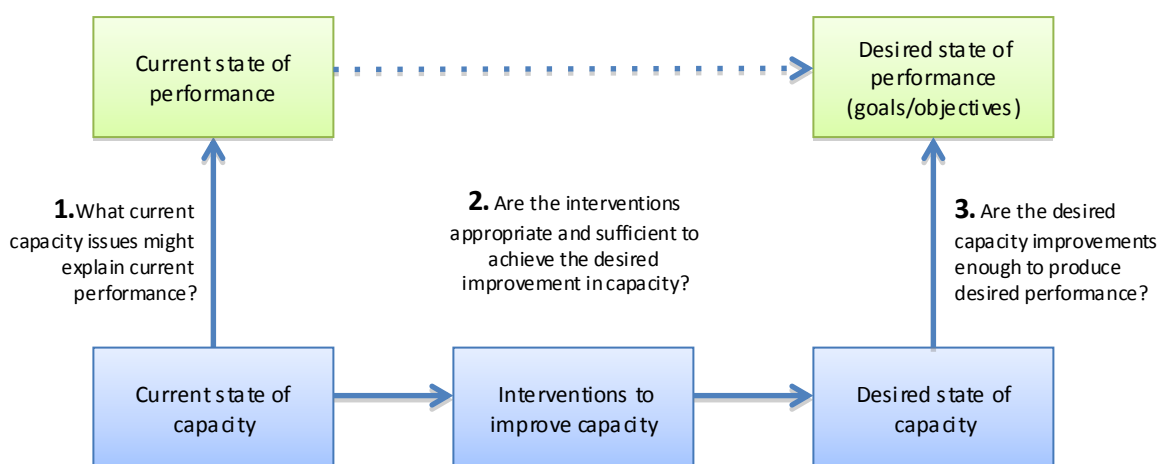 Current state of
performance
Desired state of
performance
(goals/objectives)
1.What current
capacity issues might
explain current
performance?
2. Are the interventions
appropriate and sufficient to
achieve the desired
improvement in capacity?
3. Are the desired
capacity improvements
enough to produce
desired performance?
Current state of
capacity
Interventions to
improve capacity
Desired state of
capacity